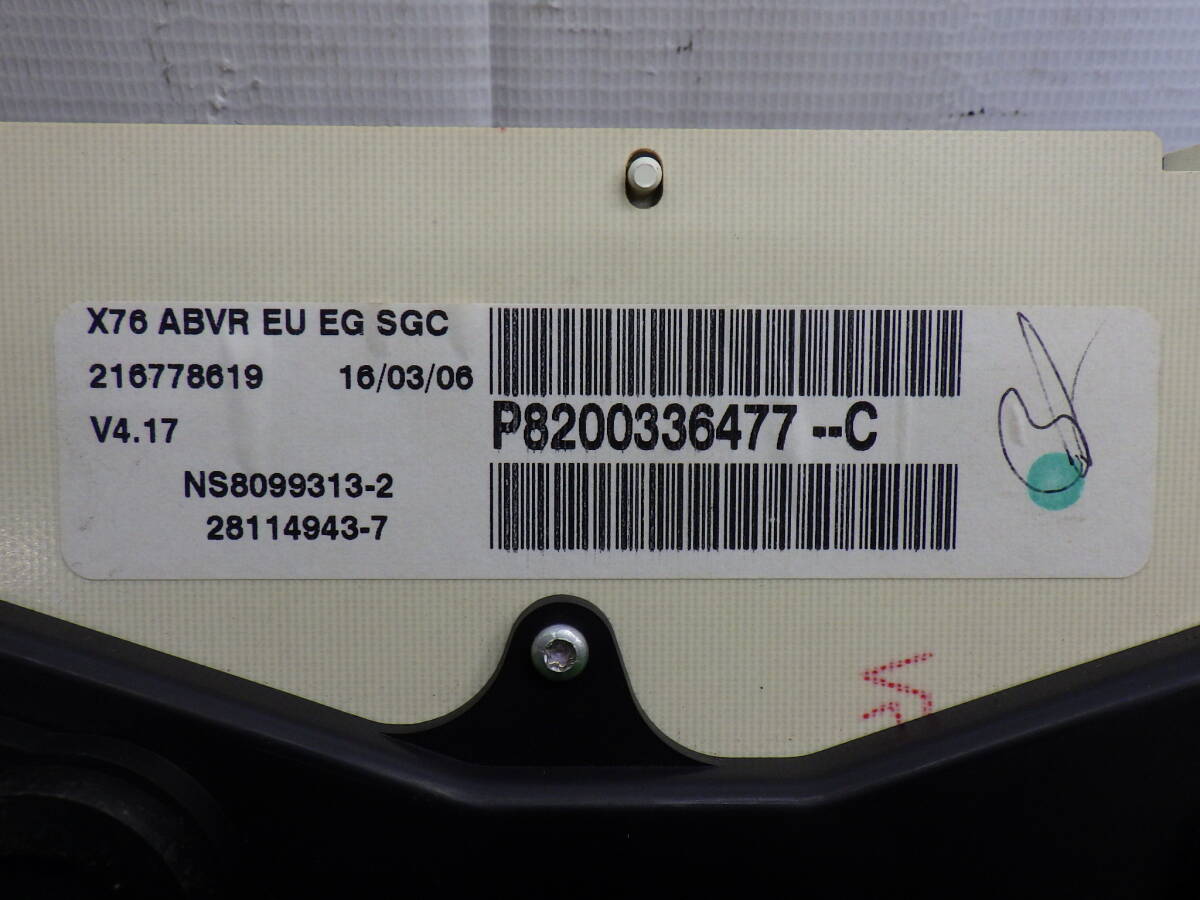 X76 ABVR EU EG SGC
216778619 16/03/06
V4.17
P8200336477--C
NS8099313-2
28114943-7